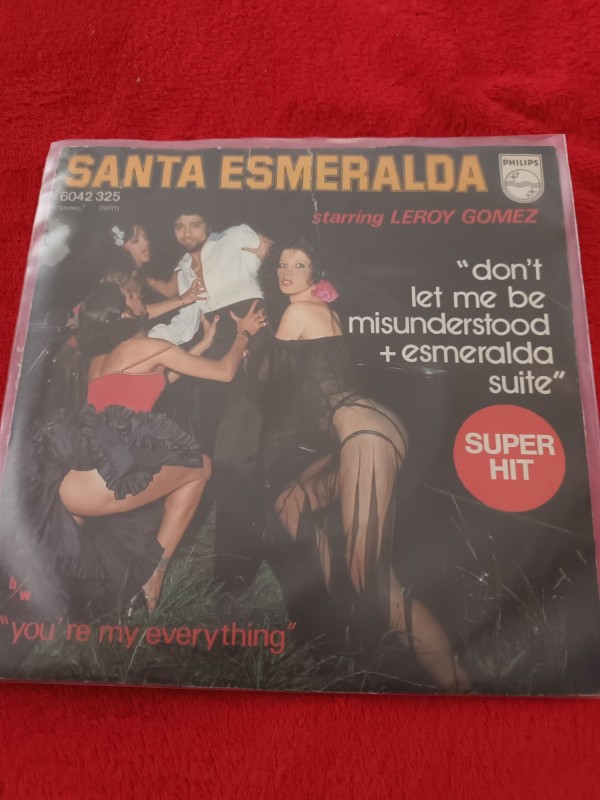 SANTA ESMERALDA
PHILIPS
6042 325
Stereo
starring LEROY GOMEZ
"don't
let me be
misunderstood
+ esmeralda
suite"
SUPER
HIT
b/w
"you're my everything"